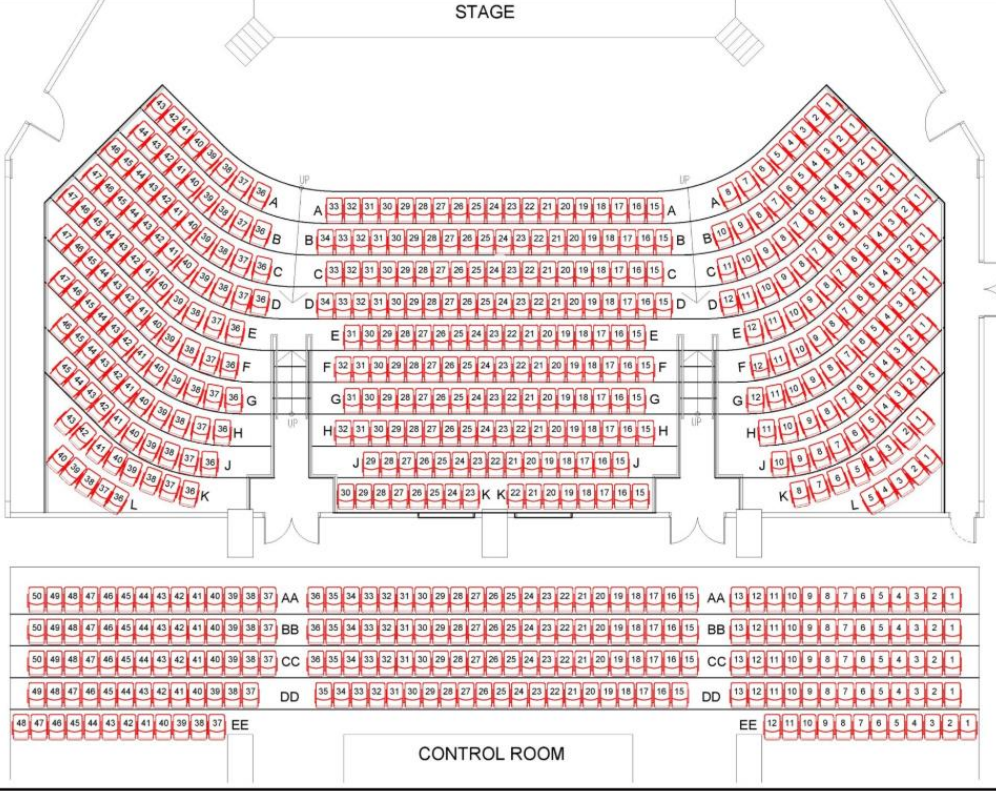 STAGE
UP UP
43 42 41 40 39 38 37 36 A
A 33 32 31 30 29 28 27 26 25 24 23 22 21 20 19 18 17 16 15 A
A 8 7 6 5 4 3 2 1
44 43 42 41 40 39 38 37 36 B
B 34 33 32 31 30 29 28 27 26 25 24 23 22 21 20 19 18 17 16 15 B
B 10 9 8 7 6 5 4 3 2 1
46 45 44 43 42 41 40 39 38 37 36 C
C 33 32 31 30 29 28 27 26 25 24 23 22 21 20 19 18 17 16 15 C
C 11 10 9 8 7 6 5 4 3 2 1
47 46 45 44 43 42 41 40 39 38 37 36 D
D 34 33 32 31 30 29 28 27 26 25 24 23 22 21 20 19 18 17 16 15 D
D 12 11 10 9 8 7 6 5 4 3 2 1
47 46 45 44 43 42 41 40 39 38 37 36 E
E 31 30 29 28 27 26 25 24 23 22 21 20 19 18 17 16 15 E
E 12 11 10 9 8 7 6 5 4 3 2 1
47 46 45 44 43 42 41 40 39 38 37 36 F
F 32 31 30 29 28 27 26 25 24 23 22 21 20 19 18 17 16 15 F
F 12 11 10 9 8 7 6 5 4 3 2 1
47 46 45 44 43 42 41 40 39 38 37 36 G
G 31 30 29 28 27 26 25 24 23 22 21 20 19 18 17 16 15 G
G 12 11 10 9 8 7 6 5 4 3 2 1
UP UP
46 45 44 43 42 41 40 39 38 37 36 H
H 32 31 30 29 28 27 26 25 24 23 22 21 20 19 18 17 16 15 H
H 11 10 9 8 7 6 5 4 3 2 1
45 44 43 42 41 40 39 38 37 36 J
J 29 28 27 26 25 24 23 22 21 20 19 18 17 16 15 J
J 10 9 8 7 6 5 4 3 2 1
43 42 41 40 39 38 37 36 K
30 29 28 27 26 25 24 23 K K 22 21 20 19 18 17 16 15
K 8 7 6 5 4 3 2 1
40 39 38 37 36 L
L 5 4 3 2 1
50 49 48 47 46 45 44 43 42 41 40 39 38 37 AA 36 35 34 33 32 31 30 29 28 27 26 25 24 23 22 21 20 19 18 17 16 15 AA 13 12 11 10 9 8 7 6 5 4 3 2 1
50 49 48 47 46 45 44 43 42 41 40 39 38 37 BB 36 35 34 33 32 31 30 29 28 27 26 25 24 23 22 21 20 19 18 17 16 15 BB 13 12 11 10 9 8 7 6 5 4 3 2 1
50 49 48 47 46 45 44 43 42 41 40 39 38 37 CC 36 35 34 33 32 31 30 29 28 27 26 25 24 23 22 21 20 19 18 17 16 15 CC 13 12 11 10 9 8 7 6 5 4 3 2 1
49 48 47 46 45 44 43 42 41 40 39 38 37 DD 35 34 33 32 31 30 29 28 27 26 25 24 23 22 21 20 19 18 17 16 15 DD 13 12 11 10 9 8 7 6 5 4 3 2 1
48 47 46 45 44 43 42 41 40 39 38 37 EE EE 12 11 10 9 8 7 6 5 4 3 2 1
CONTROL ROOM